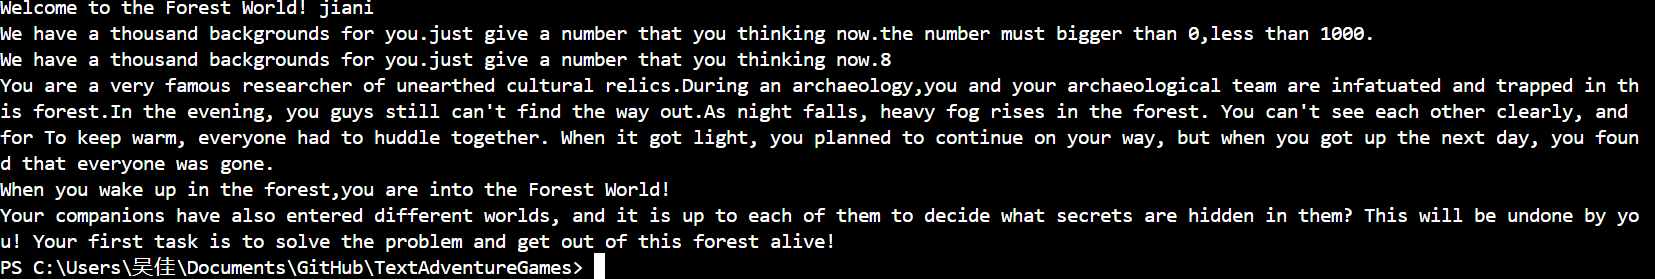 Welcome to the Forest World! jiani
We have a thousand backgrounds for you.just give a number that you thinking now.the number must bigger than 0,less than 1000.
We have a thousand backgrounds for you.just give a number that you thinking now.8
You are a very famous researcher of unearthed cultural relics.During an archaeology,you and your archaeological team are infatuated and trapped in th
is forest.In the evening, you guys still can't find the way out.As night falls, heavy fog rises in the forest. You can't see each other clearly, and
for To keep warm, everyone had to huddle together. When it got light, you planned to continue on your way, but when you got up the next day, you foun
d that everyone was gone.
When you wake up in the forest,you are into the Forest World!
Your companions have also entered different worlds, and it is up to each of them to decide what secrets are hidden in them? This will be undone by yo
u! Your first task is to solve the problem and get out of this forest alive!
PS C:\Users\吴佳\Documents\GitHub\TextAdventureGames>